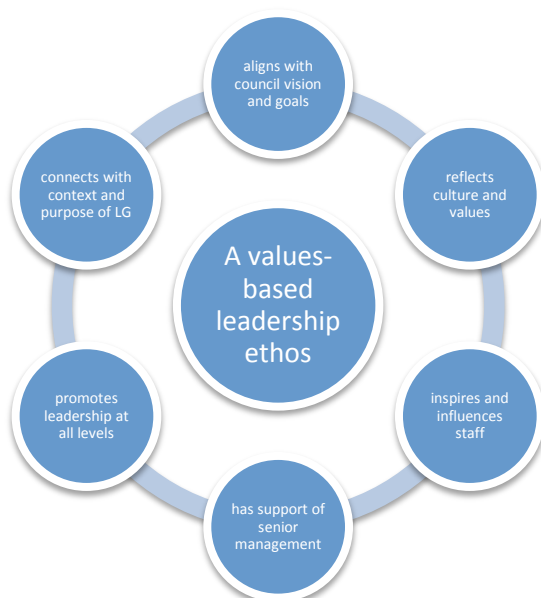 aligns with
council vision
and goals
reflects
culture and
values
inspires and
influences
staff
has support of
senior
management
promotes
leadership at
all levels
connects with
context and
purpose of LG
A values-
based
leadership
ethos